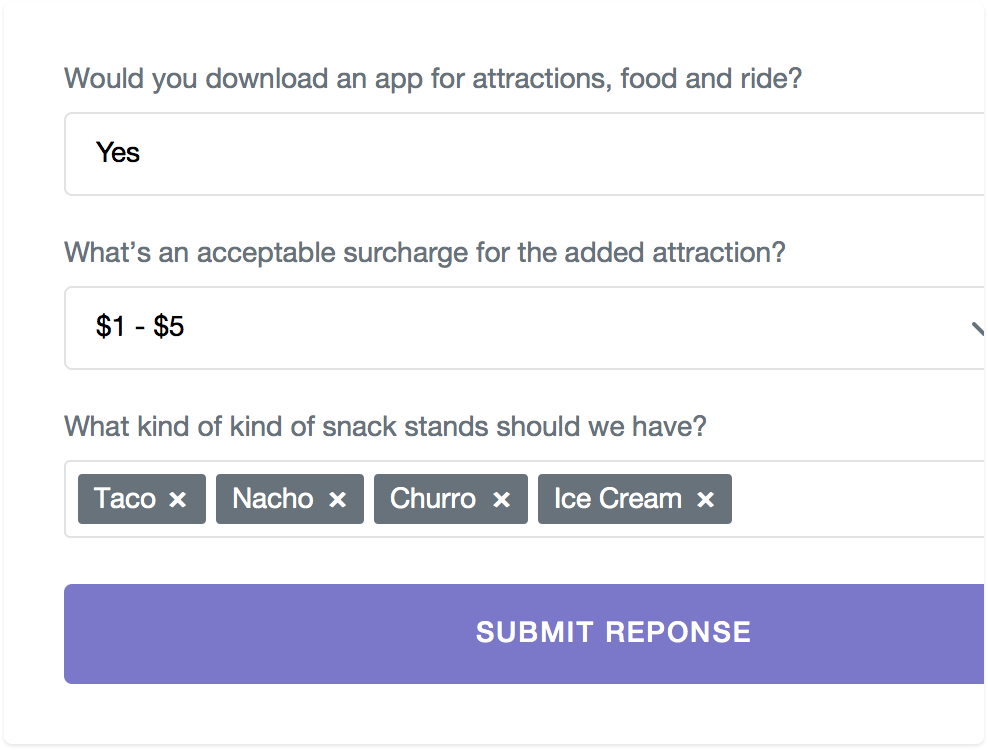 Would you download an app for attractions, food and ride?
Yes
What’s an acceptable surcharge for the added attraction?
$1 - $5
What kind of kind of snack stands should we have?
Taco × Nacho × Churro × Ice Cream ×
SUBMIT REPONSE